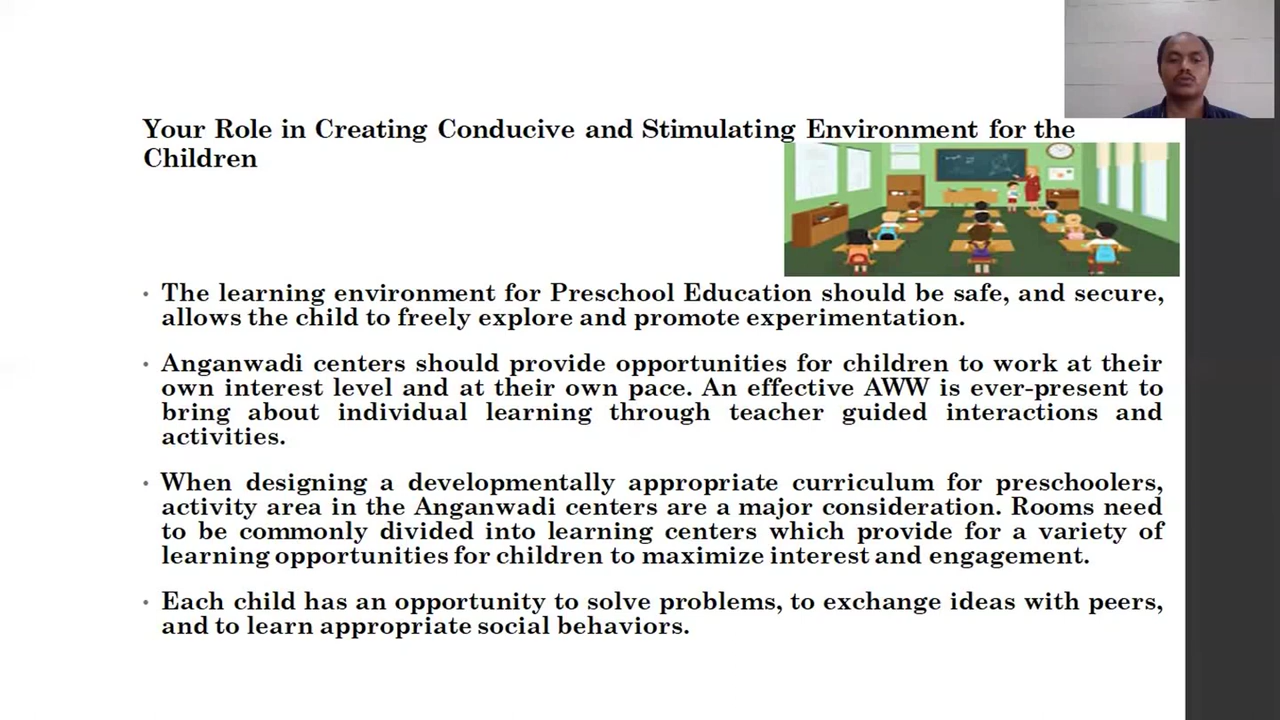 Your Role in Creating Conducive and Stimulating Environment for the
Children
• The learning environment for Preschool Education should be safe, and secure,
allows the child to freely explore and promote experimentation.
• Anganwadi centers should provide opportunities for children to work at their
own interest level and at their own pace. An effective AWW is ever-present to
bring about individual learning through teacher guided interactions and
activities.
• When designing a developmentally appropriate curriculum for preschoolers,
activity area in the Anganwadi centers are a major consideration. Rooms need
to be commonly divided into learning centers which provide for a variety of
learning opportunities for children to maximize interest and engagement.
• Each child has an opportunity to solve problems, to exchange ideas with peers,
and to learn appropriate social behaviors.